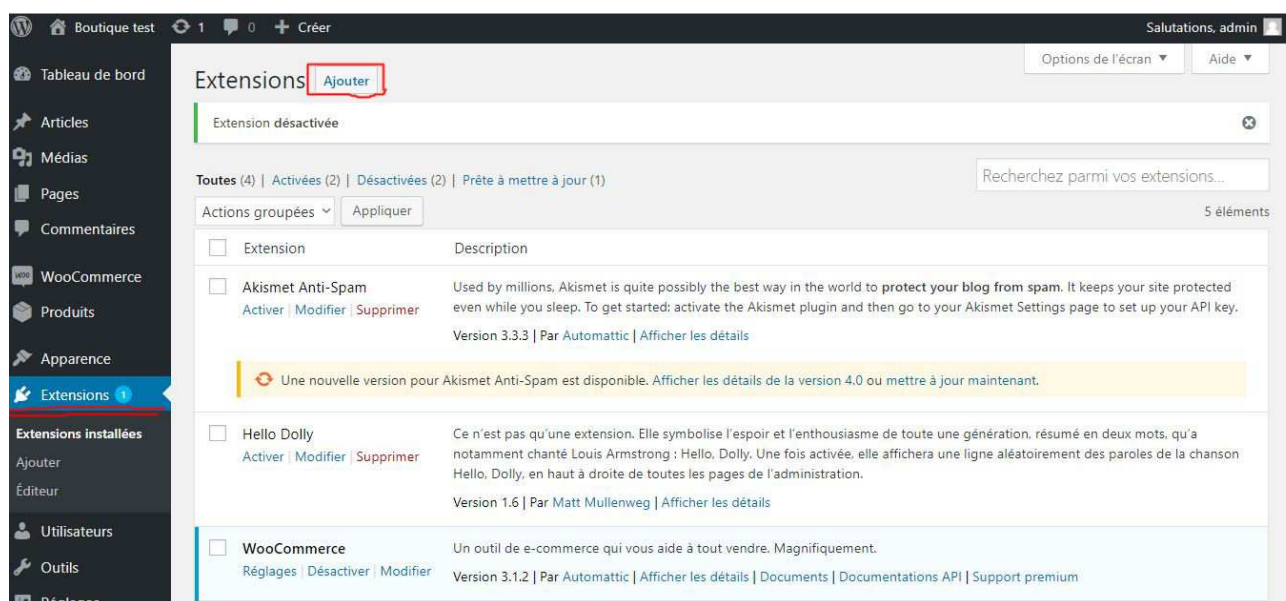 Boutique test 1 0 + Créer Salutations, admin
Options de l'écran ▼ Aide ▼
Tableau de bord
Articles
Médias
Pages
Commentaires
WooCommerce
Produits
Apparence
Extensions 1
Extensions installées
Ajouter
Éditeur
Utilisateurs
Outils
Réglages
Extensions Ajouter
Extension désactivée
Toutes (4) | Activées (2) | Désactivées (2) | Prête à mettre à jour (1)
Recherchez parmi vos extensions...
Actions groupées Appliquer
5 éléments
Extension Description
Akismet Anti-Spam
Activer | Modifier | Supprimer
Used by millions, Akismet is quite possibly the best way in the world to protect your blog from spam. It keeps your site protected
even while you sleep. To get started: activate the Akismet plugin and then go to your Akismet Settings page to set up your API key.
Version 3.3.3 | Par Automattic | Afficher les détails
Une nouvelle version pour Akismet Anti-Spam est disponible. Afficher les détails de la version 4.0 ou mettre à jour maintenant.
Hello Dolly
Activer | Modifier | Supprimer
Ce n'est pas qu'une extension. Elle symbolise l'espoir et l'enthousiasme de toute une génération, résumé en deux mots, qu'a
notamment chanté Louis Armstrong : Hello, Dolly. Une fois activée, elle affichera une ligne aléatoirement des paroles de la chanson
Hello, Dolly, en haut à droite de toutes les pages de l'administration.
Version 1.6 | Par Matt Mullenweg | Afficher les détails
WooCommerce
Réglages | Désactiver | Modifier
Un outil de e-commerce qui vous aide à tout vendre. Magnifiquement.
Version 3.1.2 | Par Automattic | Afficher les détails | Documents | Documentations API | Support premium